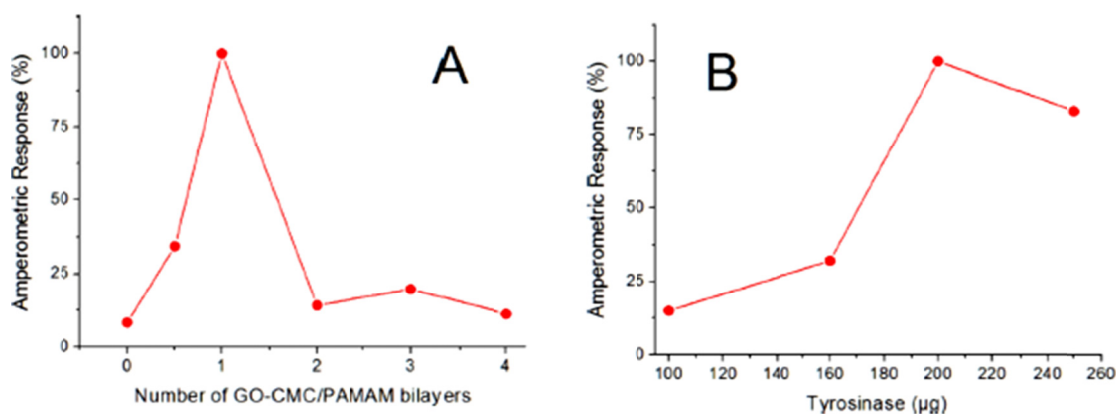 A
Amperometric Response (%)
100
75
50
25
0
0 1 2 3 4
Number of GO-CMC/PAMAM bilayers
B
Amperometric Response (%)
100
75
50
25
0
100 120 140 160 180 200 220 240 260
Tyrosinase (µg)